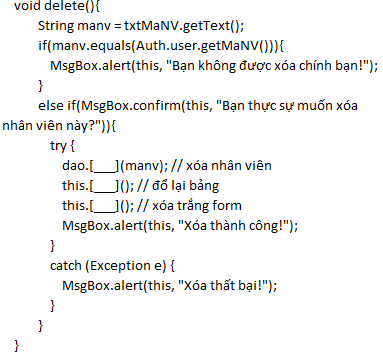 void delete(){
String manv = txtMaNV.getText();
if(manv.equals(Auth.user.getMaNV())){
MsgBox.alert(this, "Bạn không được xóa chính bạn!");
}
else if(MsgBox.confirm(this, "Bạn thực sự muốn xóa
nhân viên này?")){
try {
dao.[___](manv); // xóa nhân viên
this.[___](); // đổ lại bảng
this.[___](); // xóa trắng form
MsgBox.alert(this, "Xóa thành công!");
}
catch (Exception e) {
MsgBox.alert(this, "Xóa thất bại!");
}
}
}